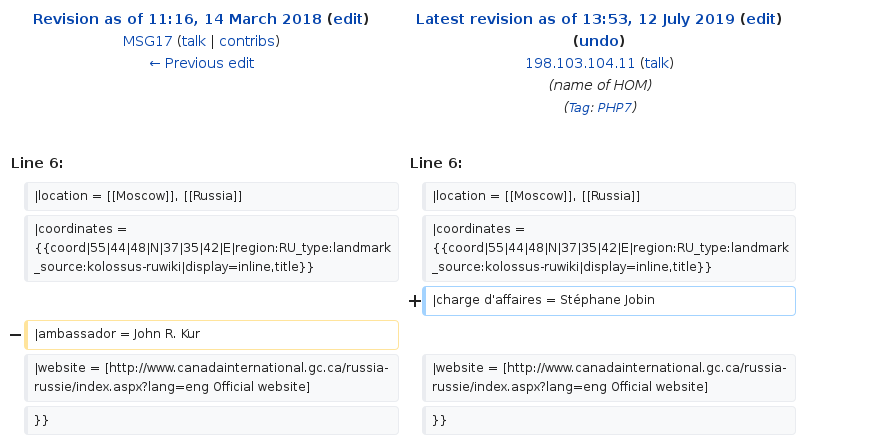 Revision as of 11:16, 14 March 2018 (edit)
MSG17 (talk | contribs)
← Previous edit
Latest revision as of 13:53, 12 July 2019 (edit)
(undo)
198.103.104.11 (talk)
(name of HOM)
(Tag: PHP7)
Line 6:
Line 6:
|location = [[Moscow]], [[Russia]]
|location = [[Moscow]], [[Russia]]
|coordinates =
{{coord|55|44|48|N|37|35|42|E|region:RU_type:landmark
_source:kolossus-ruwiki|display=inline,title}}
|coordinates =
{{coord|55|44|48|N|37|35|42|E|region:RU_type:landmark
_source:kolossus-ruwiki|display=inline,title}}
+ |charge d'affaires = Stéphane Jobin
− |ambassador = John R. Kur
|website = [http://www.canadainternational.gc.ca/russia-
russie/index.aspx?lang=eng Official website]
|website = [http://www.canadainternational.gc.ca/russia-
russie/index.aspx?lang=eng Official website]
}}
}}